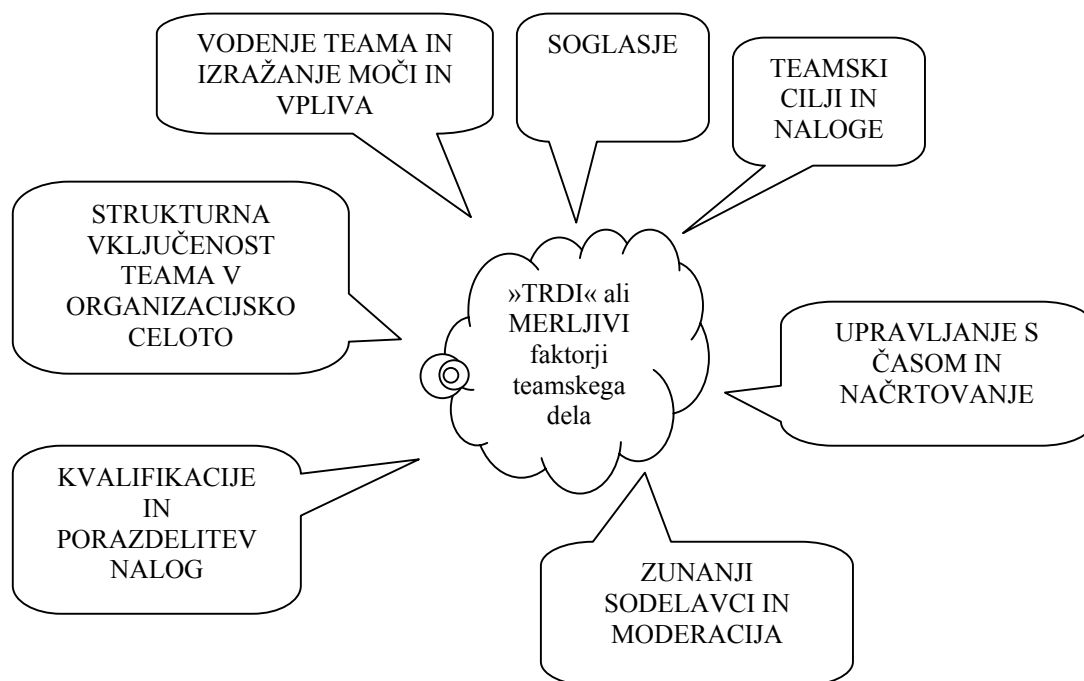 VODENJE TEAMA IN
IZRAŽANJE MOČI IN
VPLIVA
SOGLASJE
TEAMSKI
CILJI IN
NALOGE
STRUKTURNA
VKLJUČENOST
TEAMA V
ORGANIZACIJSKO
CELOTO
»TRDI« ali
MERLJIVI
faktorji
teamskega
dela
UPRAVLJANJE S
ČASOM IN
NAČRTOVANJE
KVALIFIKACIJE
IN
PORAZDELITEV
NALOG
ZUNANJI
SODELAVCI IN
MODERACIJA